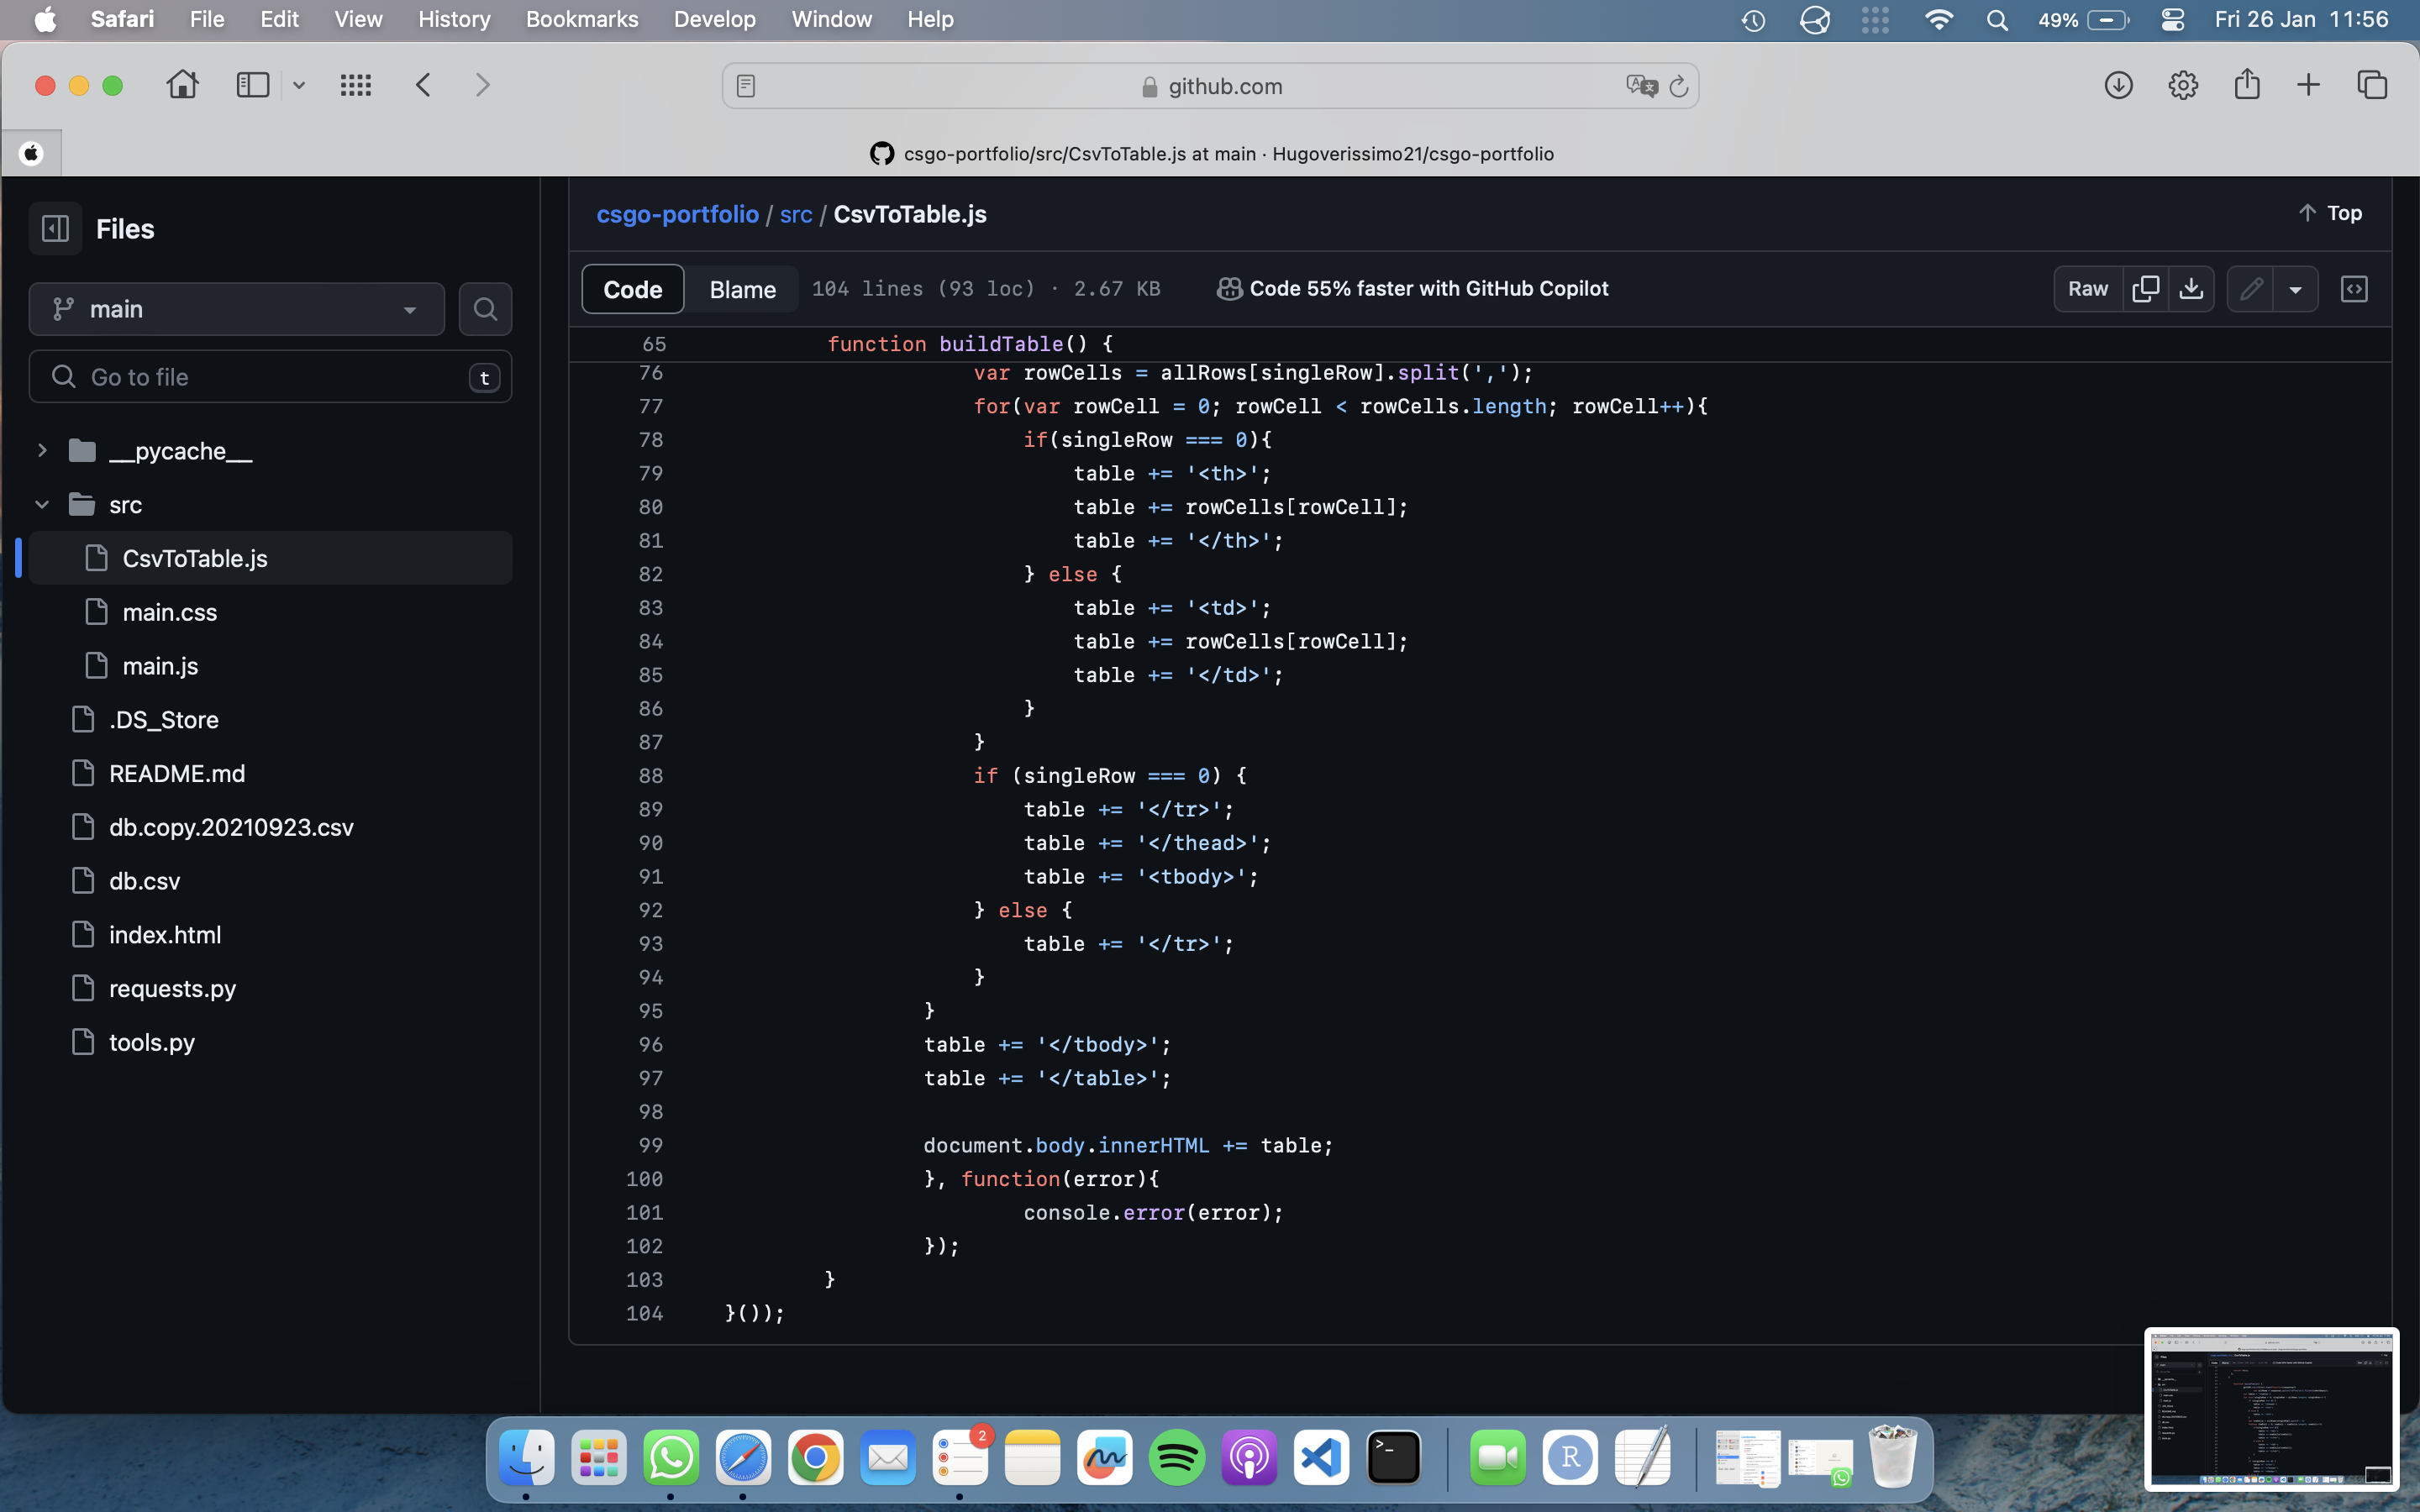 Safari File Edit View History Bookmarks Develop Window Help 49% Fri 26 Jan 11:56
github.com
csgo-portfolio/src/CsvToTable.js at main · Hugoverissimo21/csgo-portfolio
Files
main
Go to file t
__pycache__
src
CsvToTable.js
main.css
main.js
.DS_Store
README.md
db.copy.20210923.csv
db.csv
index.html
requests.py
tools.py
csgo-portfolio / src / CsvToTable.js
Top
Code Blame 104 lines (93 loc) · 2.67 KB Code 55% faster with GitHub Copilot Raw
65 function buildTable() {
76 var rowCells = allRows[singleRow].split(',');
77 for(var rowCell = 0; rowCell < rowCells.length; rowCell++){
78 if(singleRow === 0){
79 table += '<th>';
80 table += rowCells[rowCell];
81 table += '</th>';
82 } else {
83 table += '<td>';
84 table += rowCells[rowCell];
85 table += '</td>';
86 }
87 }
88 if (singleRow === 0) {
89 table += '</tr>';
90 table += '</thead>';
91 table += '<tbody>';
92 } else {
93 table += '</tr>';
94 }
95 }
96 table += '</tbody>';
97 table += '</table>';
98
99 document.body.innerHTML += table;
100 }, function(error){
101 console.error(error);
102 });
103 }
104 }());
2
R